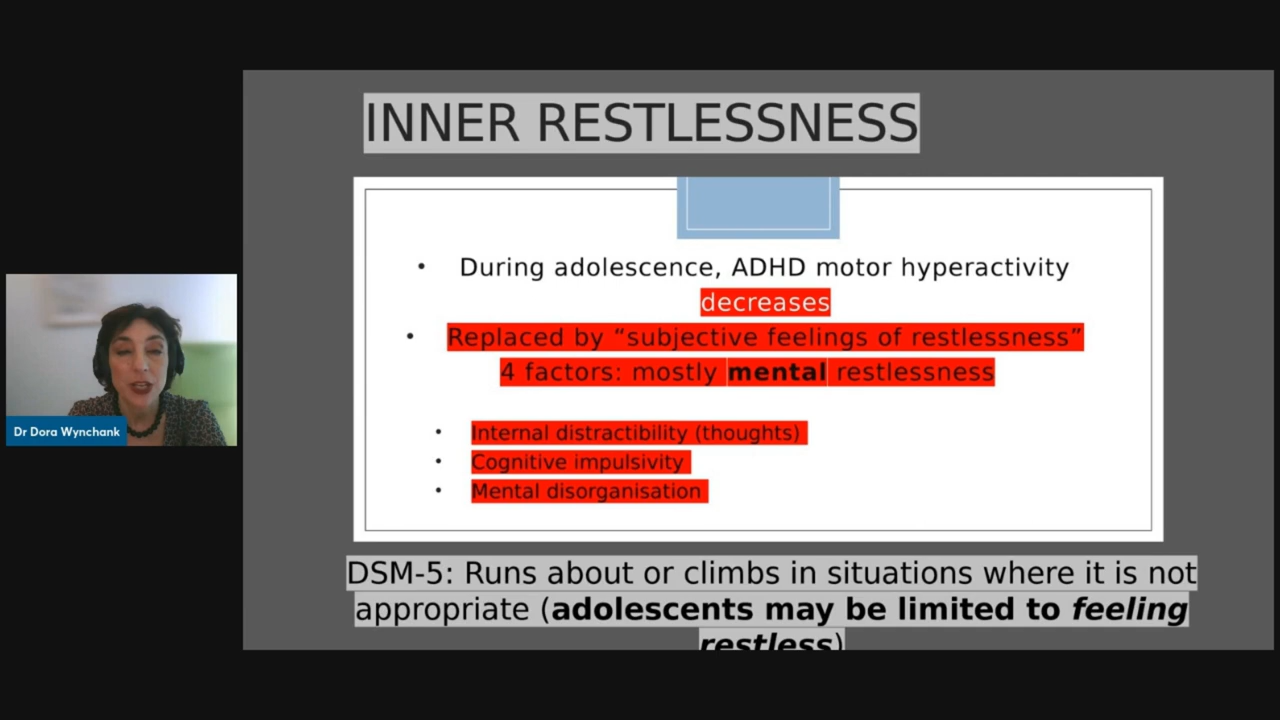 INNER RESTLESSNESS
• During adolescence, ADHD motor hyperactivity
decreases
• Replaced by “subjective feelings of restlessness”
4 factors: mostly mental restlessness
• Internal distractibility (thoughts)
• Cognitive impulsivity
• Mental disorganisation
Dr Dora Wynchank
DSM-5: Runs about or climbs in situations where it is not
appropriate (adolescents may be limited to feeling
restless)